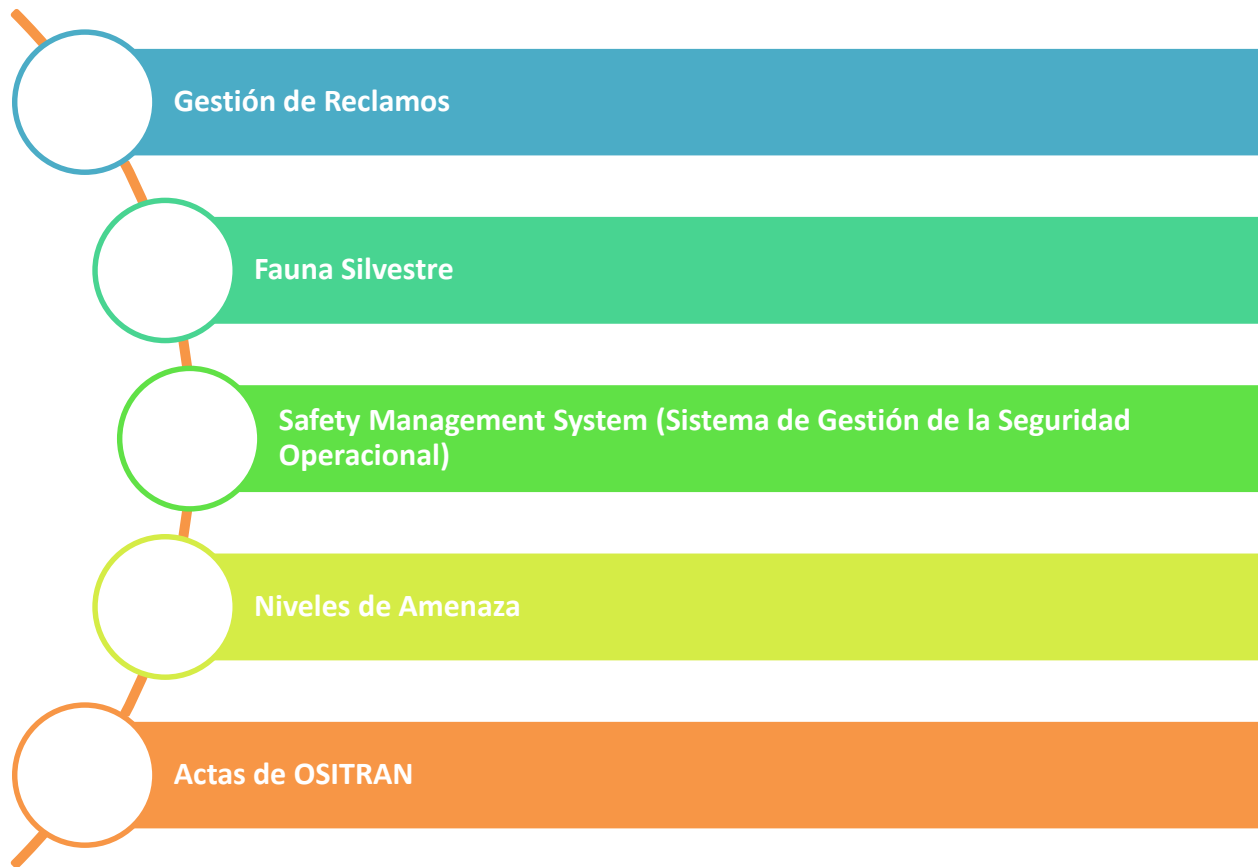 Gestión de Reclamos
Fauna Silvestre
Safety Management System (Sistema de Gestión de la Seguridad
Operacional)
Niveles de Amenaza
Actas de OSITRAN